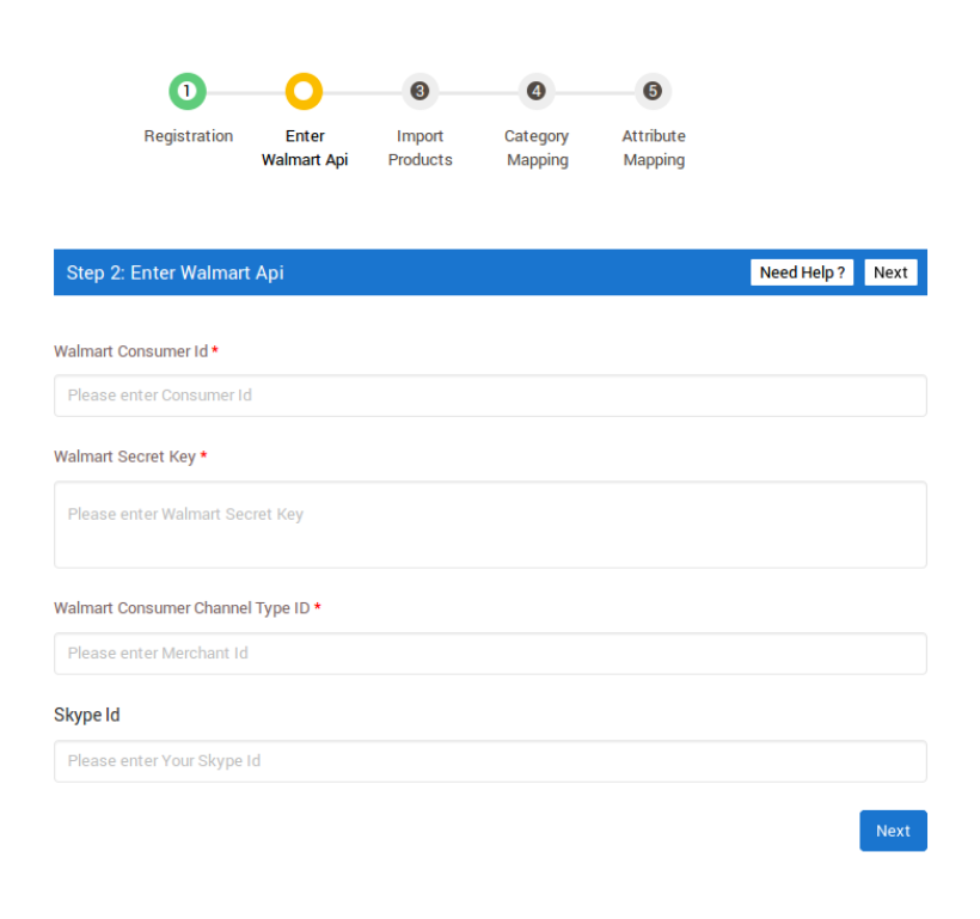 1 3 4 5
Registration Enter Import Category Attribute
Walmart Api Products Mapping Mapping
Step 2: Enter Walmart Api Need Help ? Next
Walmart Consumer Id *
Please enter Consumer Id
Walmart Secret Key *
Please enter Walmart Secret Key
Walmart Consumer Channel Type ID *
Please enter Merchant Id
Skype Id
Please enter Your Skype Id
Next